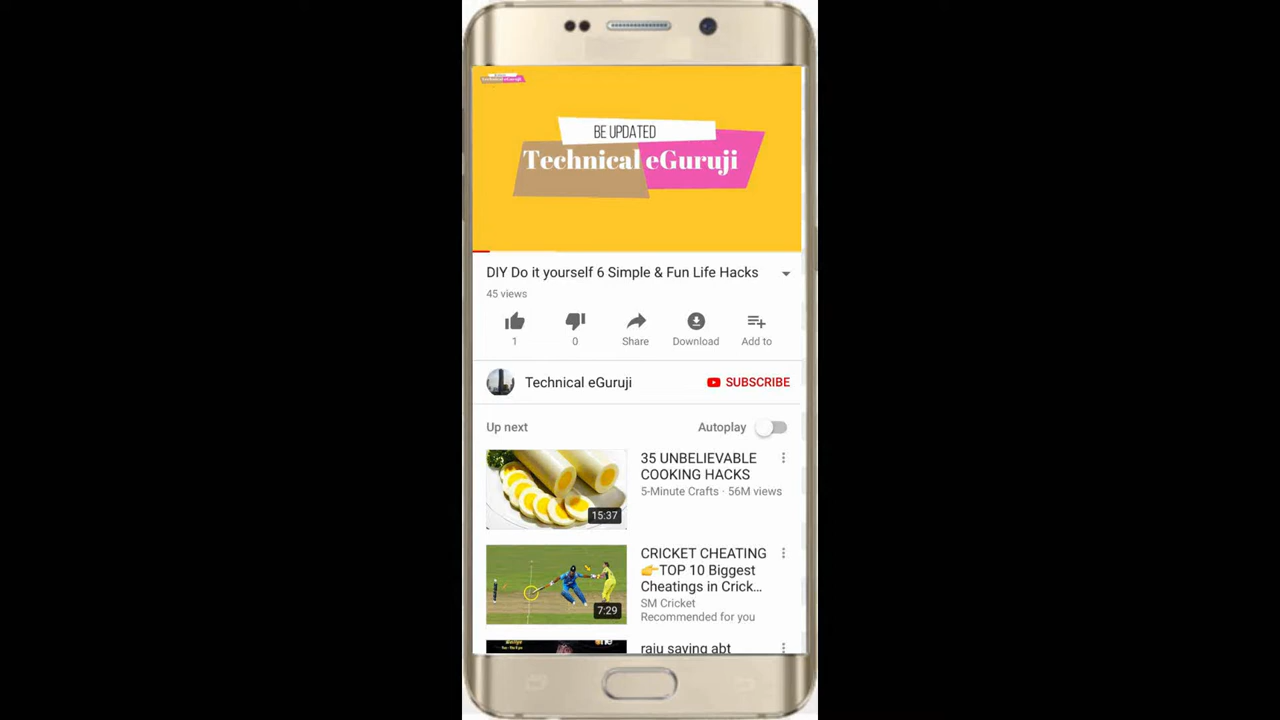 BE UPDATED
Technical eGuruji
DIY Do it yourself 6 Simple & Fun Life Hacks
45 views
1
0
Share
Download
Add to
Technical eGuruji
SUBSCRIBE
Up next
Autoplay
35 UNBELIEVABLE
COOKING HACKS
5-Minute Crafts · 56M views
15:37
CRICKET CHEATING
👉TOP 10 Biggest
Cheatings in Crick...
SM Cricket
Recommended for you
7:29
raju saying abt